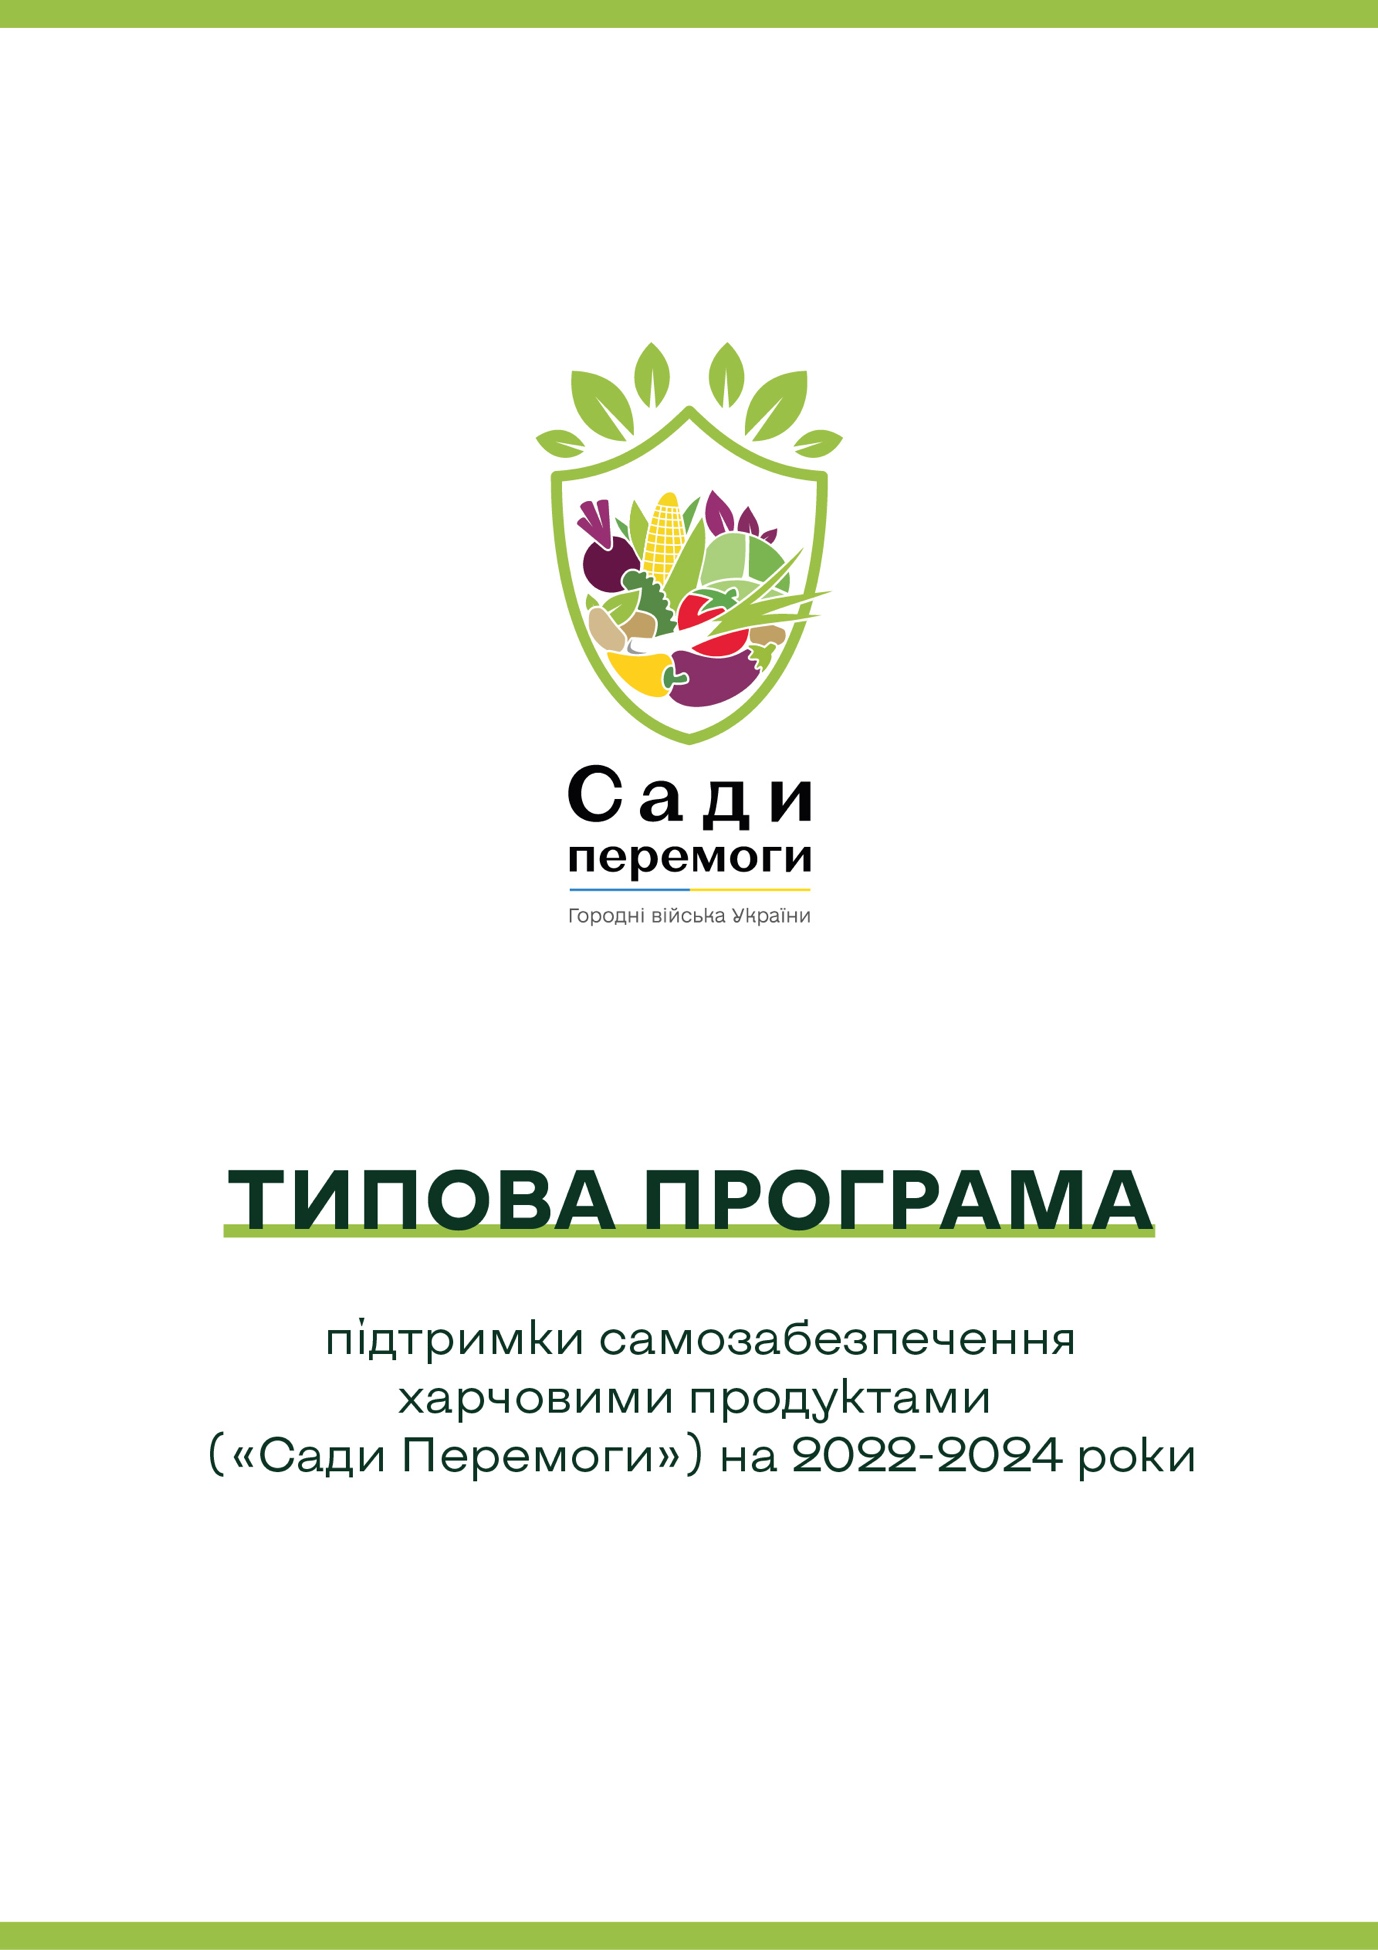 Сади
перемоги
Городні війська України
ТИПОВА ПРОГРАМА
підтримки самозабезпечення
харчовими продуктами
(«Сади Перемоги») на 2022-2024 роки